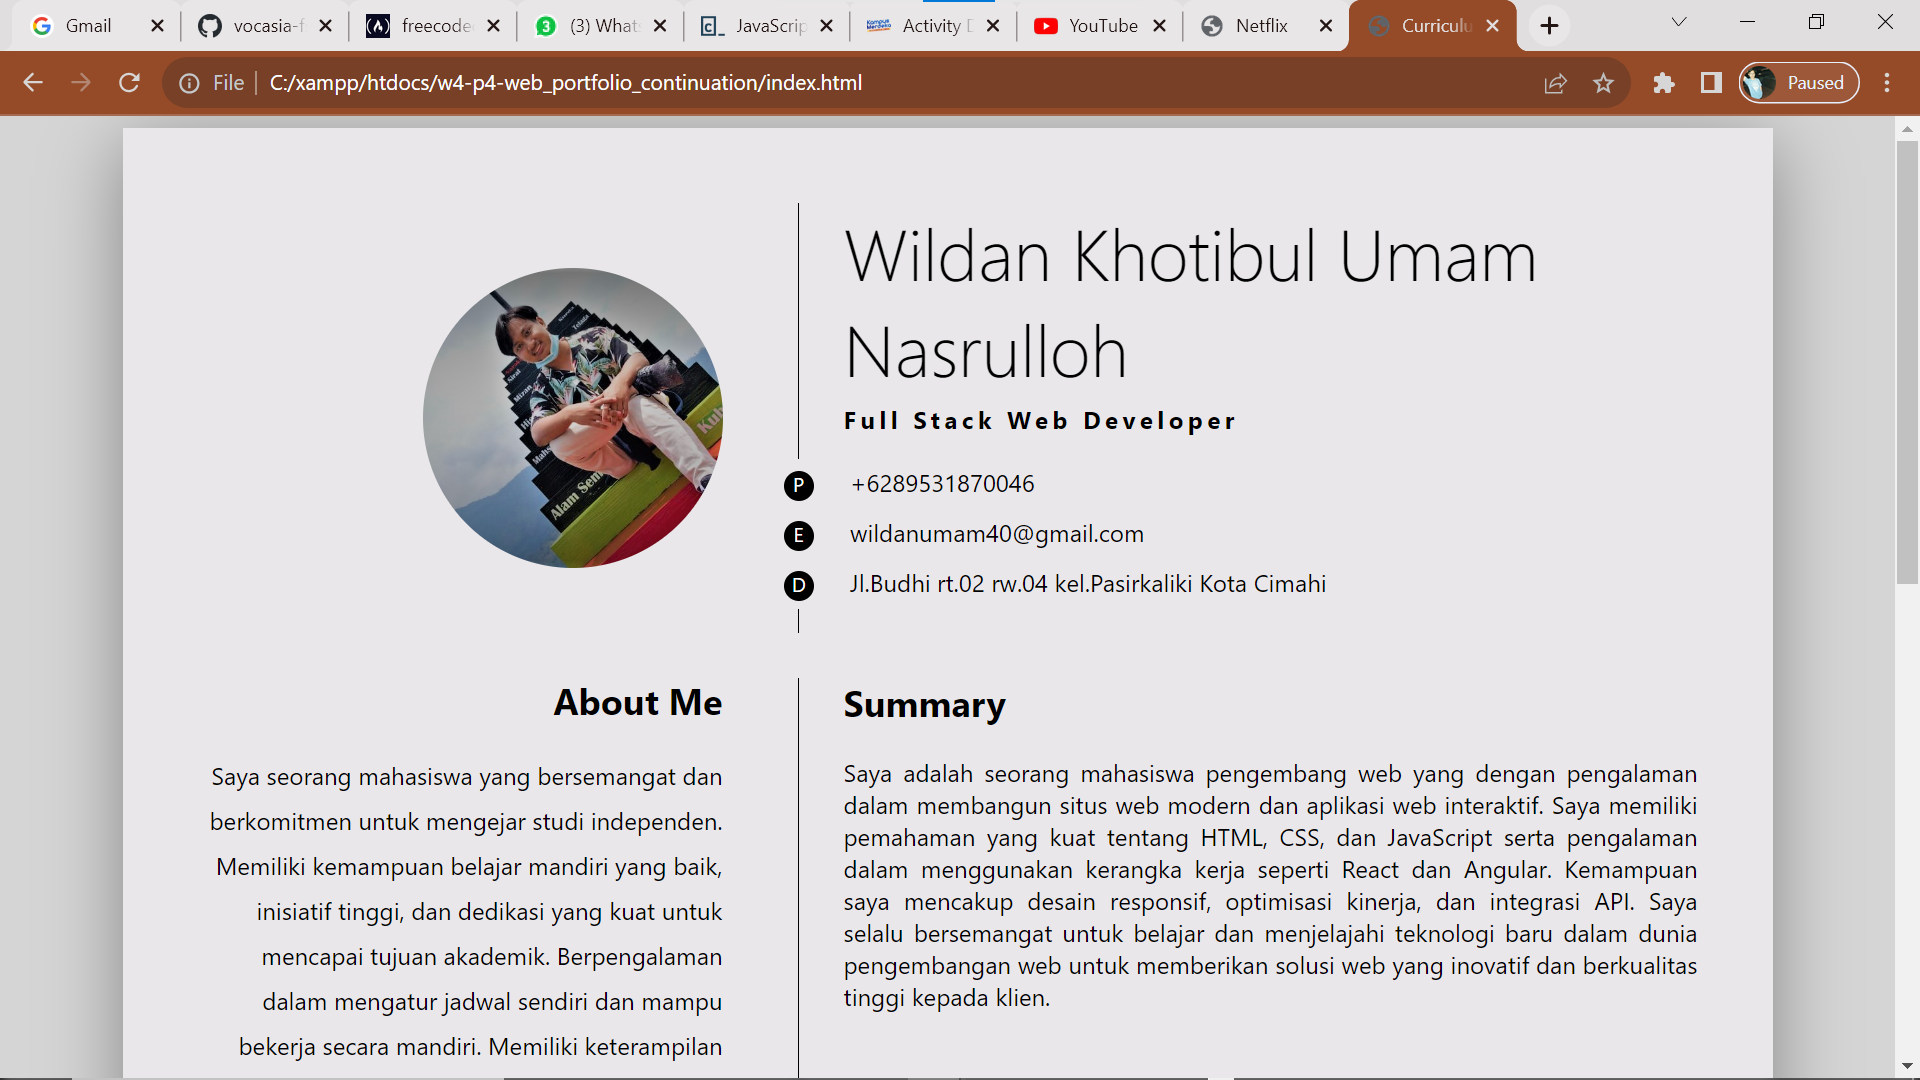 Gmail
vocasia-f
freecode
(3) What
JavaScrip
Activity D
YouTube
Netflix
Curriculu
File
C:/xampp/htdocs/w4-p4-web_portfolio_continuation/index.html
Paused
Wildan Khotibul Umam
Nasrulloh
Full Stack Web Developer
P +6289531870046
E wildanumam40@gmail.com
D Jl.Budhi rt.02 rw.04 kel.Pasirkaliki Kota Cimahi
Alam Sem
About Me
Saya seorang mahasiswa yang bersemangat dan
berkomitmen untuk mengejar studi independen.
Memiliki kemampuan belajar mandiri yang baik,
inisiatif tinggi, dan dedikasi yang kuat untuk
mencapai tujuan akademik. Berpengalaman
dalam mengatur jadwal sendiri dan mampu
bekerja secara mandiri. Memiliki keterampilan
Summary
Saya adalah seorang mahasiswa pengembang web yang dengan pengalaman
dalam membangun situs web modern dan aplikasi web interaktif. Saya memiliki
pemahaman yang kuat tentang HTML, CSS, dan JavaScript serta pengalaman
dalam menggunakan kerangka kerja seperti React dan Angular. Kemampuan
saya mencakup desain responsif, optimisasi kinerja, dan integrasi API. Saya
selalu bersemangat untuk belajar dan menjelajahi teknologi baru dalam dunia
pengembangan web untuk memberikan solusi web yang inovatif dan berkualitas
tinggi kepada klien.